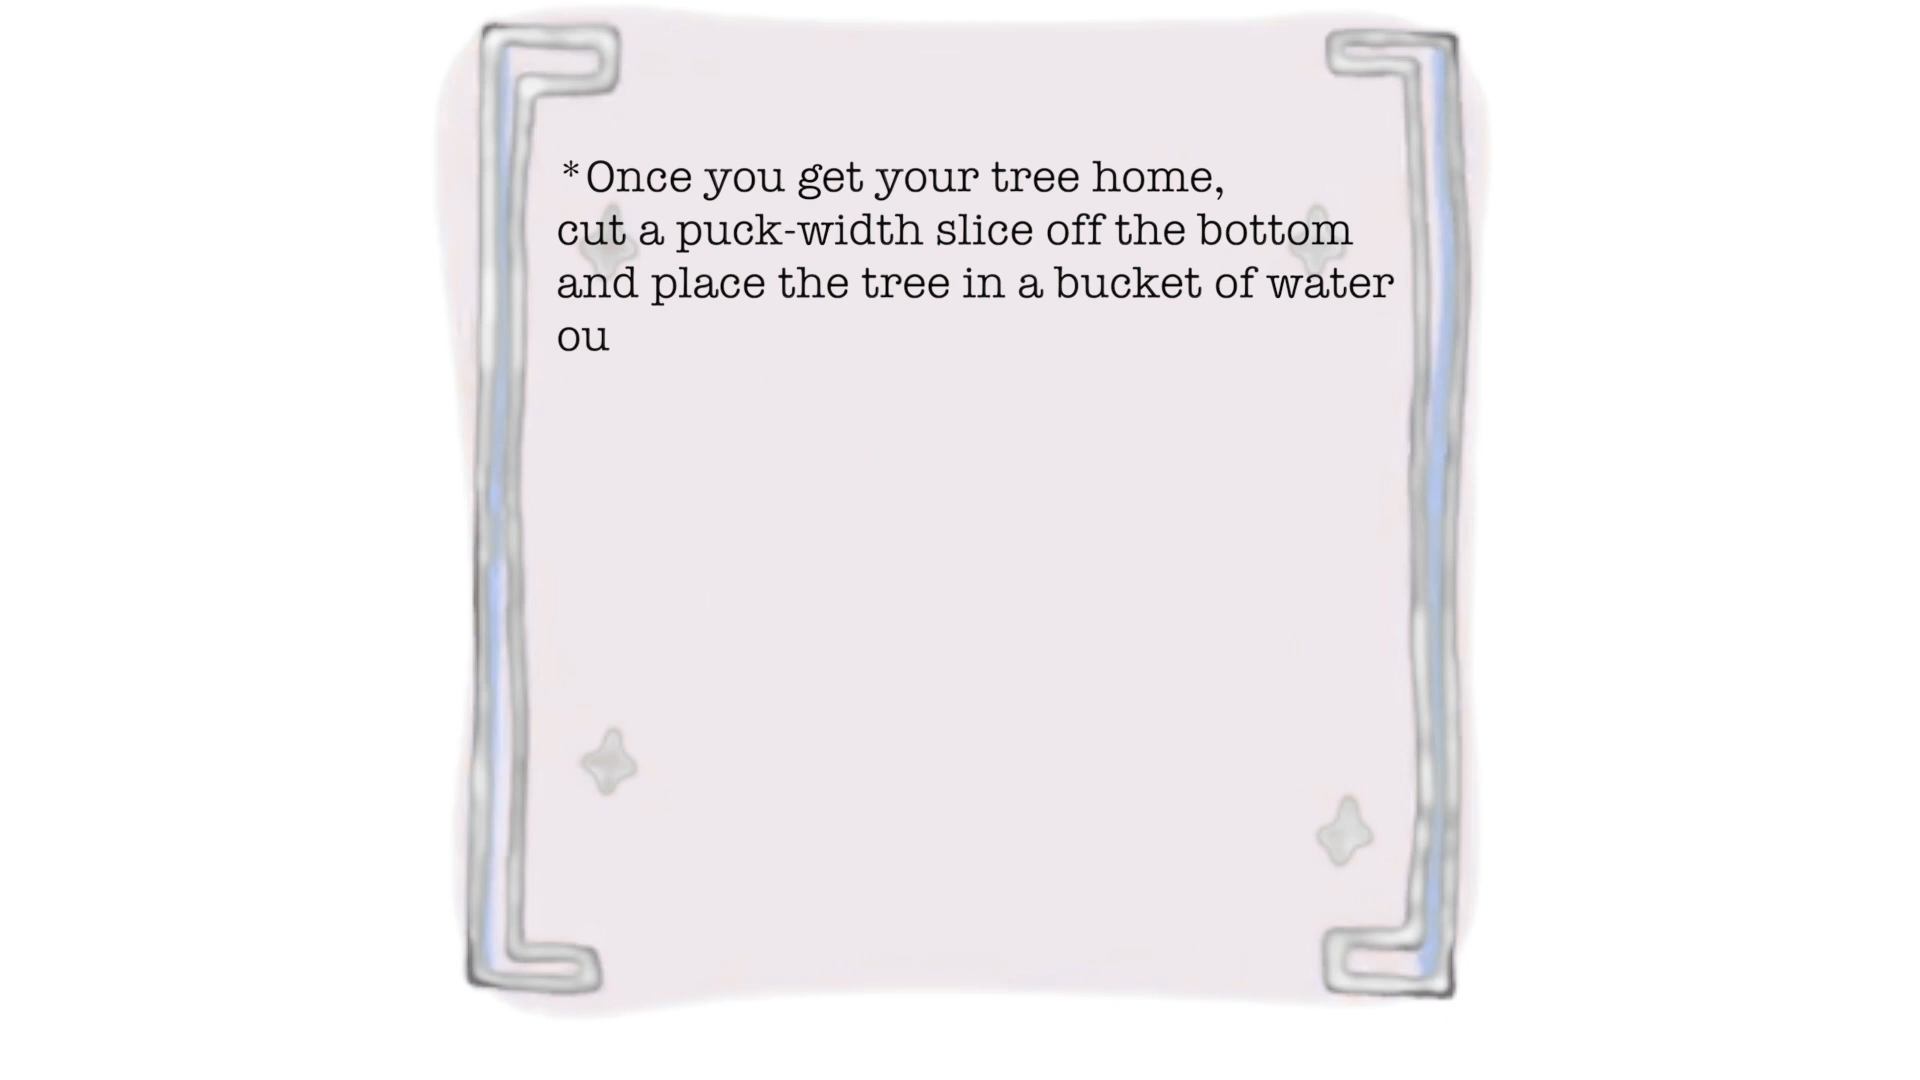 *Once you get your tree home,
cut a puck-width slice off the bottom
and place the tree in a bucket of water
ou